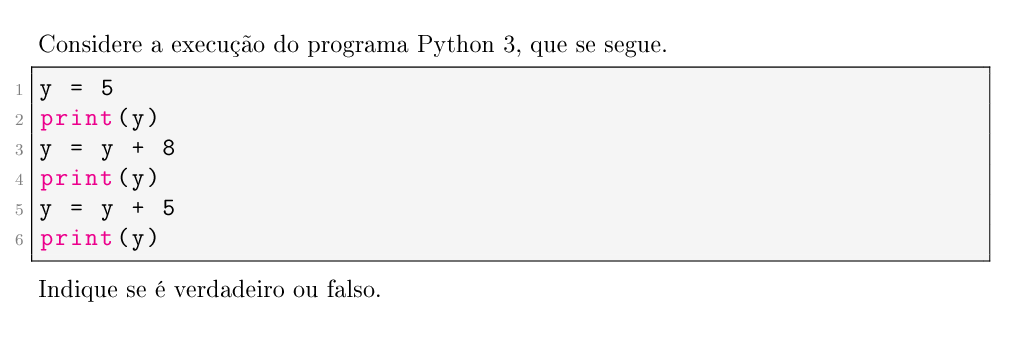 Considere a execução do programa Python 3, que se segue.
1 y = 5
2 print(y)
3 y = y + 8
4 print(y)
5 y = y + 5
6 print(y)
Indique se é verdadeiro ou falso.